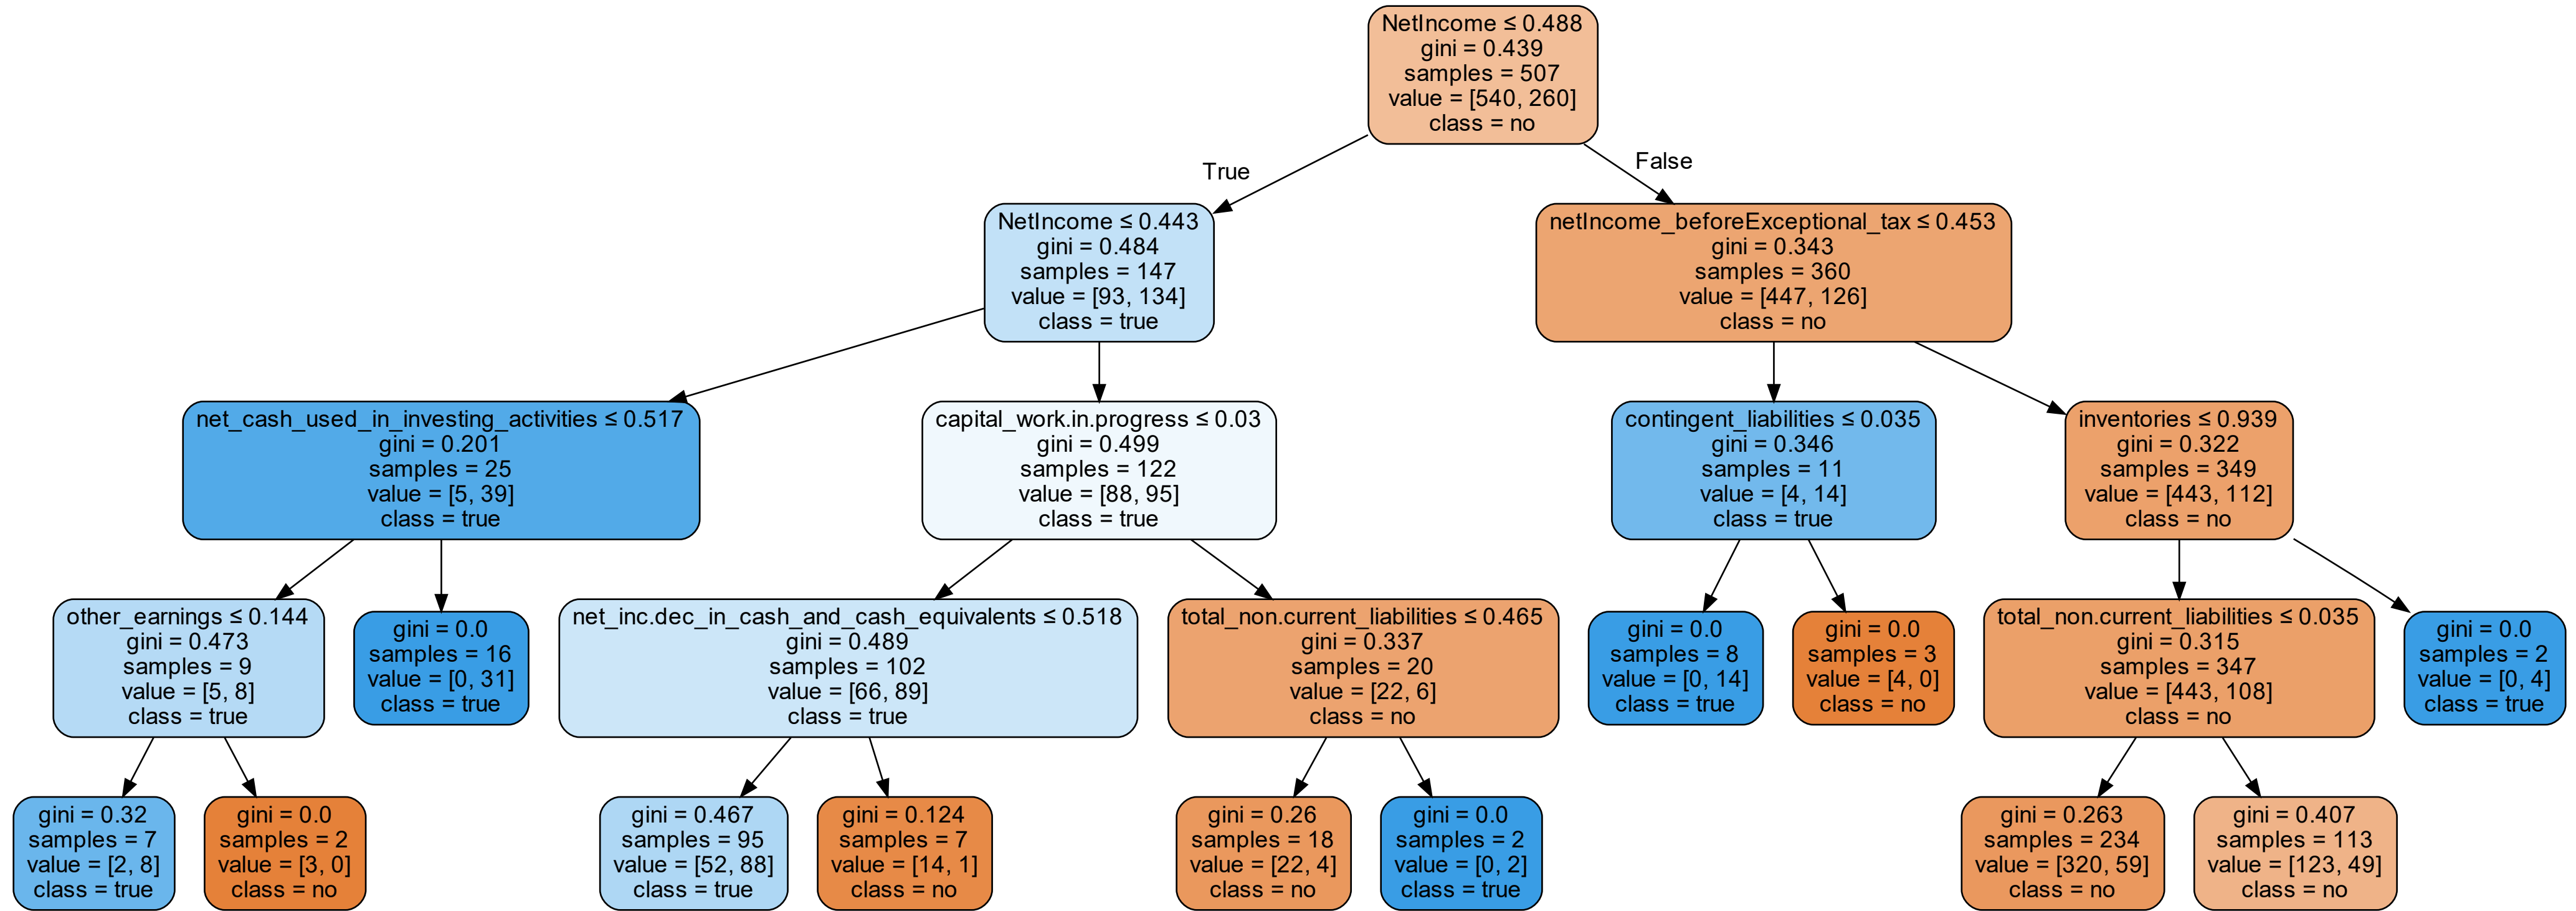 NetIncome ≤ 0.488
gini = 0.439
samples = 507
value = [540, 260]
class = no
True
False
NetIncome ≤ 0.443
gini = 0.484
samples = 147
value = [93, 134]
class = true
netIncome_beforeExceptional_tax ≤ 0.453
gini = 0.343
samples = 360
value = [447, 126]
class = no
net_cash_used_in_investing_activities ≤ 0.517
gini = 0.201
samples = 25
value = [5, 39]
class = true
capital_work.in.progress ≤ 0.03
gini = 0.499
samples = 122
value = [88, 95]
class = true
contingent_liabilities ≤ 0.035
gini = 0.346
samples = 11
value = [4, 14]
class = true
inventories ≤ 0.939
gini = 0.322
samples = 349
value = [443, 112]
class = no
other_earnings ≤ 0.144
gini = 0.473
samples = 9
value = [5, 8]
class = true
gini = 0.0
samples = 16
value = [0, 31]
class = true
net_inc.dec_in_cash_and_cash_equivalents ≤ 0.518
gini = 0.489
samples = 102
value = [66, 89]
class = true
total_non.current_liabilities ≤ 0.465
gini = 0.337
samples = 20
value = [22, 6]
class = no
gini = 0.0
samples = 8
value = [0, 14]
class = true
gini = 0.0
samples = 3
value = [4, 0]
class = no
total_non.current_liabilities ≤ 0.035
gini = 0.315
samples = 347
value = [443, 108]
class = no
gini = 0.0
samples = 2
value = [0, 4]
class = true
gini = 0.32
samples = 7
value = [2, 8]
class = true
gini = 0.0
samples = 2
value = [3, 0]
class = no
gini = 0.467
samples = 95
value = [52, 88]
class = true
gini = 0.124
samples = 7
value = [14, 1]
class = no
gini = 0.26
samples = 18
value = [22, 4]
class = no
gini = 0.0
samples = 2
value = [0, 2]
class = true
gini = 0.263
samples = 234
value = [320, 59]
class = no
gini = 0.407
samples = 113
value = [123, 49]
class = no